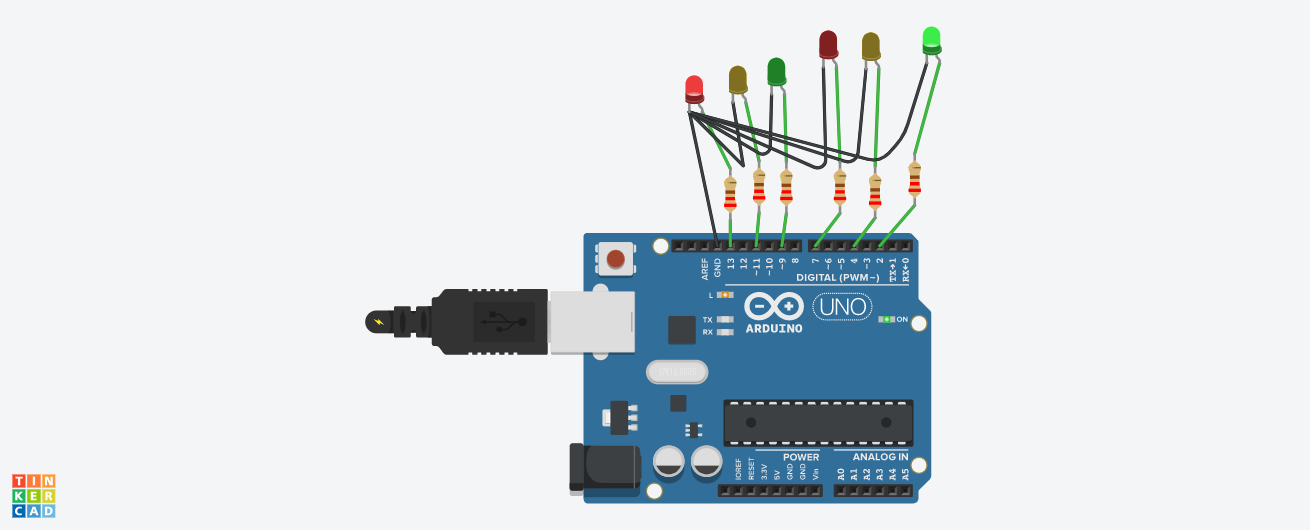 AREF
GND
13
12
~11
~10
~9
8
7
~6
~5
4
~3
2
TX→1
RX←0
DIGITAL (PWM~)
L
TX
RX
ARDUINO
UNO
ON
POWER
ANALOG IN
IOREF
RESET
3.3V
5V
GND
GND
Vin
A0
A1
A2
A3
A4
A5
TIN
KER
CAD